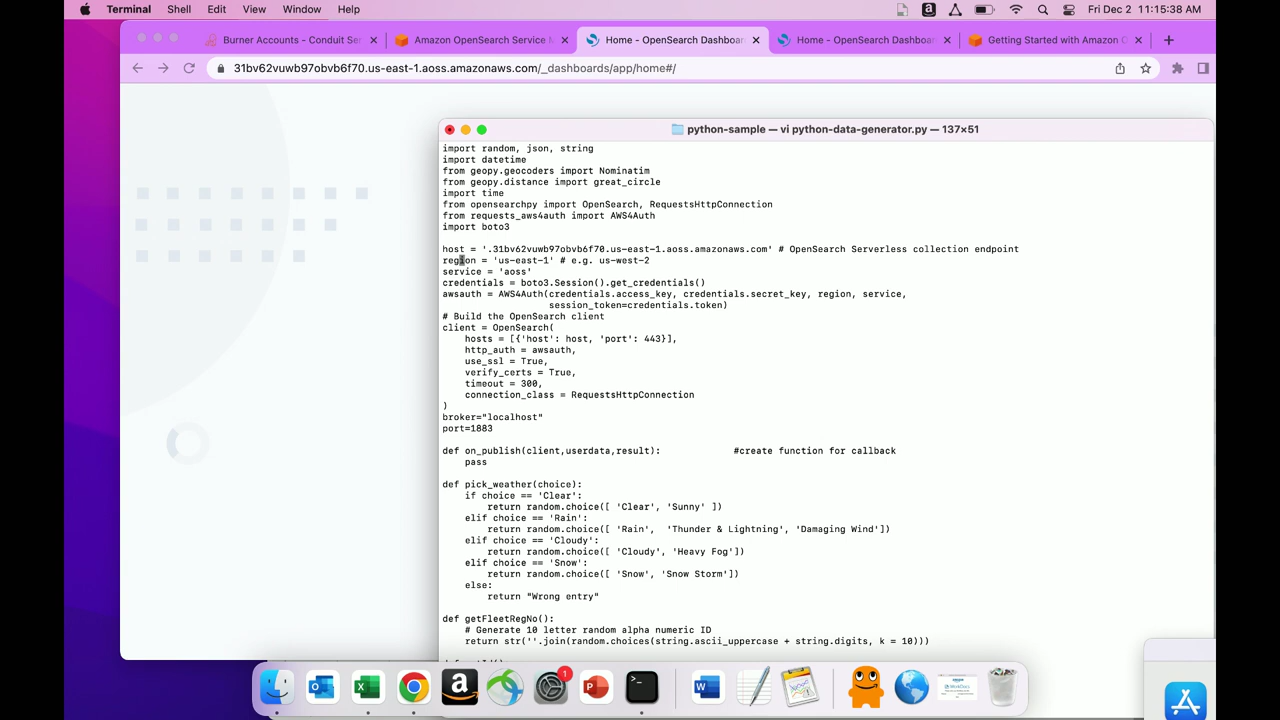 Terminal Shell Edit View Window Help Fri Dec 2 11:15:38 AM
Burner Accounts - Conduit Ser
Amazon OpenSearch Service M
Home - OpenSearch Dashboa
Home - OpenSearch Dashboa
Getting Started with Amazon O
31bv62vuwb97obvb6f70.us-east-1.aoss.amazonaws.com/_dashboards/app/home#/
python-sample — vi python-data-generator.py — 137×51
import random, json, string
import datetime
from geopy.geocoders import Nominatim
from geopy.distance import great_circle
import time
from opensearchpy import OpenSearch, RequestsHttpConnection
from requests_aws4auth import AWS4Auth
import boto3
host = '.31bv62vuwb97obvb6f70.us-east-1.aoss.amazonaws.com' # OpenSearch Serverless collection endpoint
region = 'us-east-1' # e.g. us-west-2
service = 'aoss'
credentials = boto3.Session().get_credentials()
awsauth = AWS4Auth(credentials.access_key, credentials.secret_key, region, service,
session_token=credentials.token)
# Build the OpenSearch client
client = OpenSearch(
hosts = [{'host': host, 'port': 443}],
http_auth = awsauth,
use_ssl = True,
verify_certs = True,
timeout = 300,
connection_class = RequestsHttpConnection
)
broker="localhost"
port=1883
def on_publish(client,userdata,result): #create function for callback
pass
def pick_weather(choice):
if choice == 'Clear':
return random.choice([ 'Clear', 'Sunny' ])
elif choice == 'Rain':
return random.choice([ 'Rain', 'Thunder & Lightning', 'Damaging Wind'])
elif choice == 'Cloudy':
return random.choice([ 'Cloudy', 'Heavy Fog'])
elif choice == 'Snow':
return random.choice([ 'Snow', 'Snow Storm'])
else:
return "Wrong entry"
def getFleetRegNo():
# Generate 10 letter random alpha numeric ID
return str(''.join(random.choices(string.ascii_uppercase + string.digits, k = 10)))
1